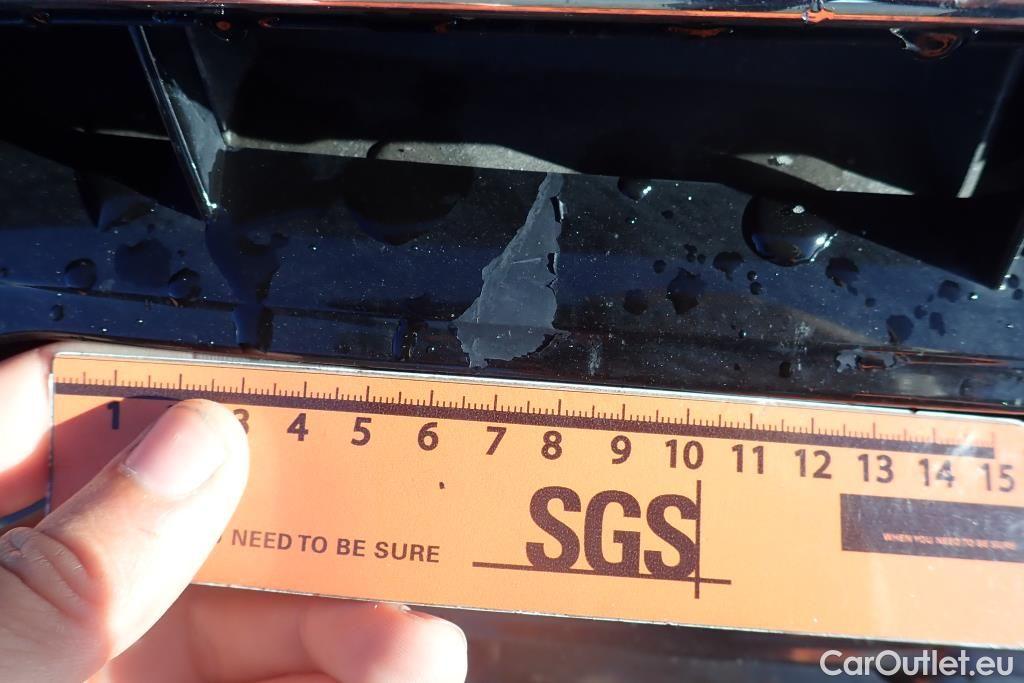 1 3 4 5 6 7 8 9 10 11 12 13 14 15
SGS
NEED TO BE SURE
WHEN YOU NEED TO BE SURE
CarOutlet.eu